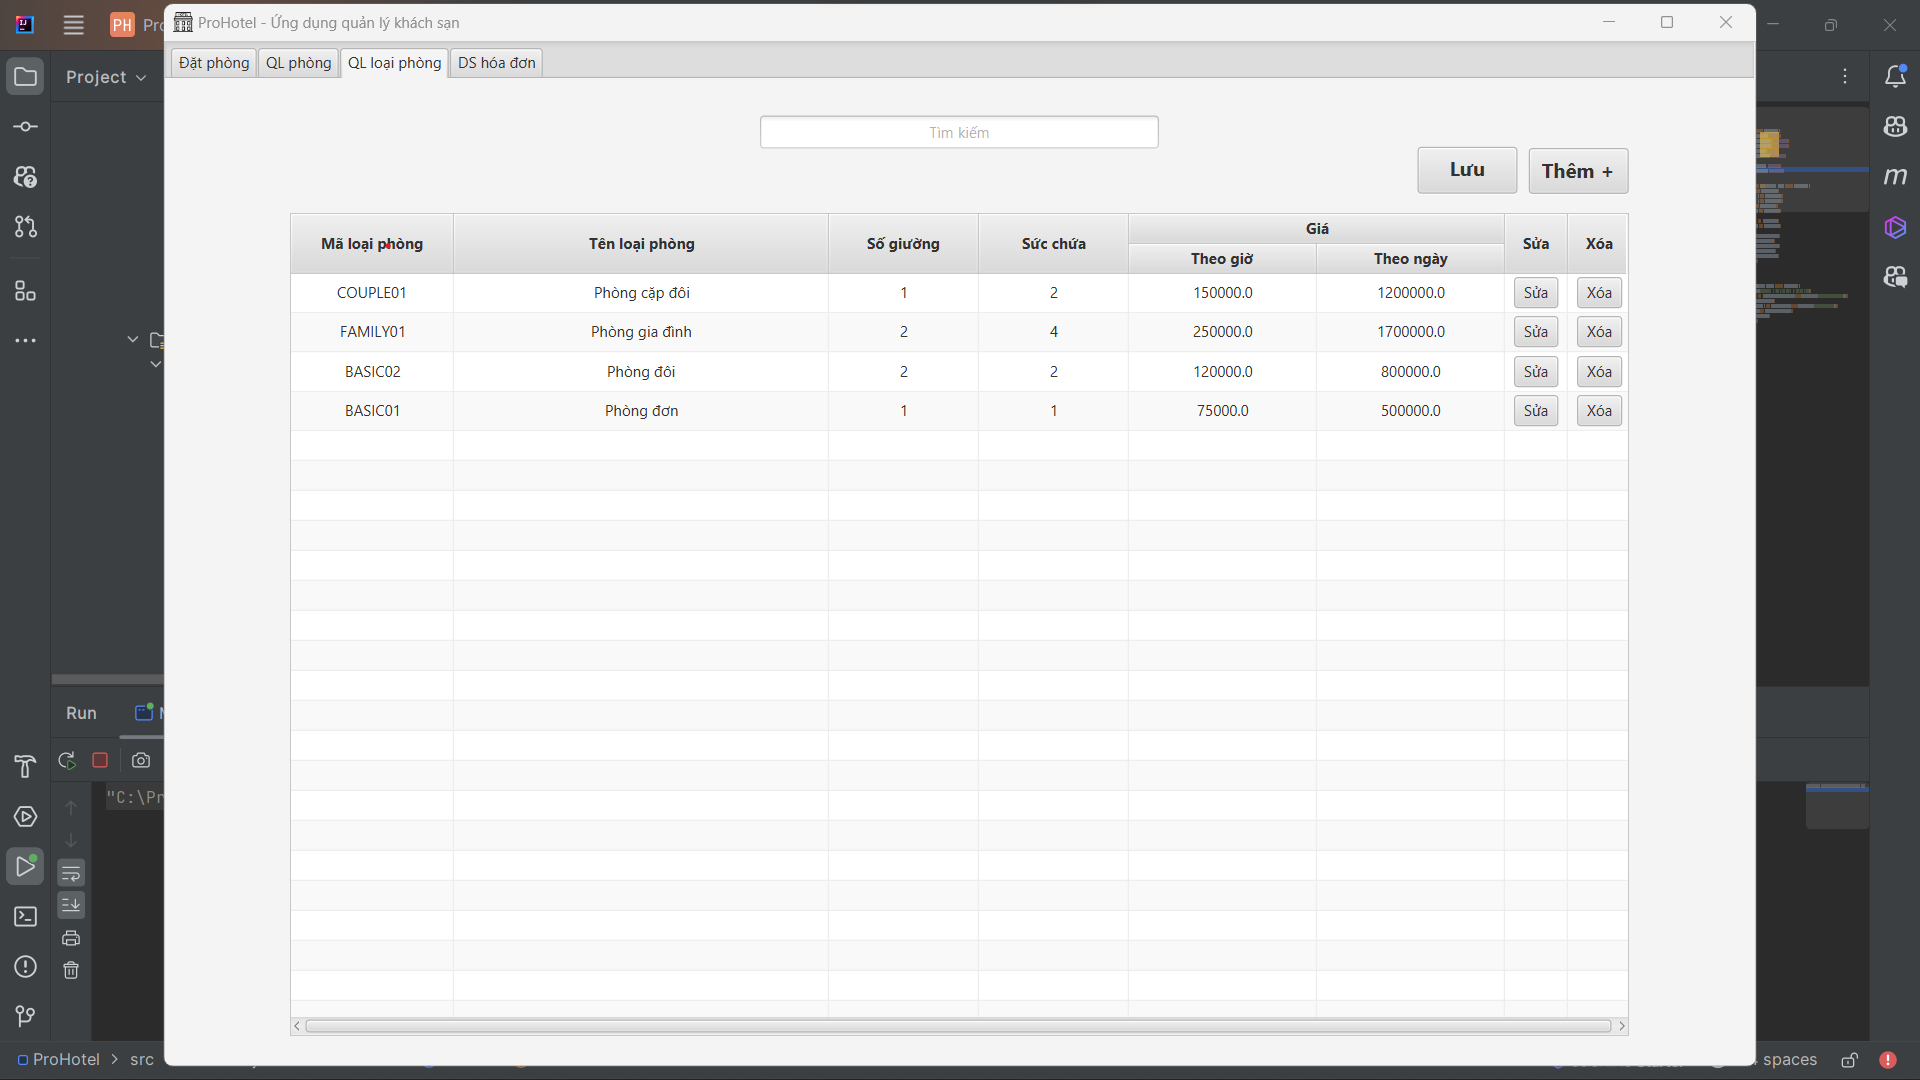 PH
ProHotel - Ứng dụng quản lý khách sạn
Đặt phòng QL phòng QL loại phòng DS hóa đơn
Project
Tìm kiếm
Lưu Thêm +
Mã loại phòng Tên loại phòng Số giường Sức chứa Giá Sửa Xóa
Theo giờ Theo ngày
COUPLE01 Phòng cặp đôi 1 2 150000.0 1200000.0 Sửa Xóa
FAMILY01 Phòng gia đình 2 4 250000.0 1700000.0 Sửa Xóa
BASIC02 Phòng đôi 2 2 120000.0 800000.0 Sửa Xóa
BASIC01 Phòng đơn 1 1 75000.0 500000.0 Sửa Xóa
Run
"C:\Pr
ProHotel > src
spaces